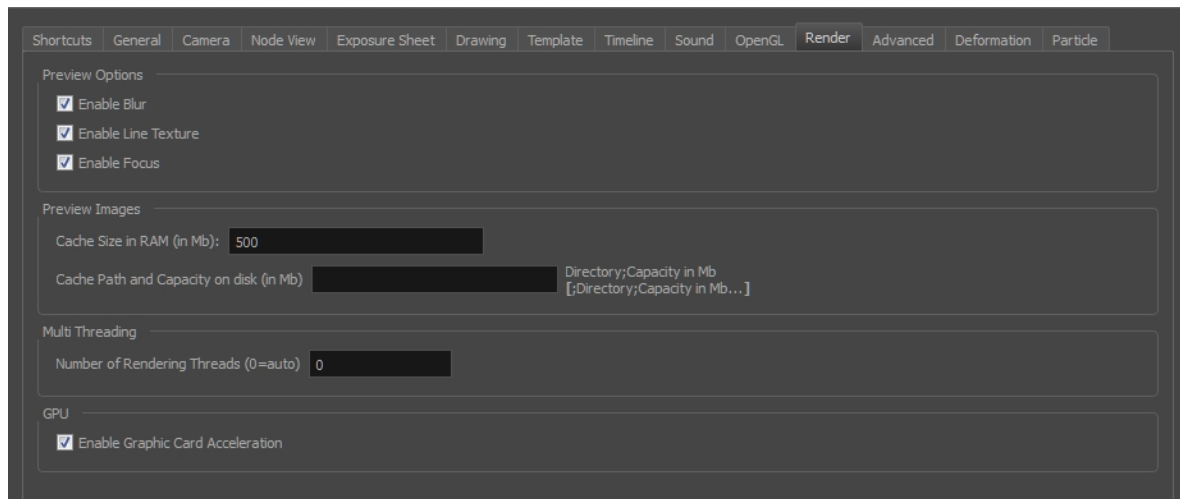 Shortcuts General Camera Node View Exposure Sheet Drawing Template Timeline Sound OpenGL Render Advanced Deformation Particle
Preview Options
Enable Blur
Enable Line Texture
Enable Focus
Preview Images
Cache Size in RAM (in Mb): 500
Cache Path and Capacity on disk (in Mb) Directory;Capacity in Mb
[;Directory;Capacity in Mb...]
Multi Threading
Number of Rendering Threads (0=auto) 0
GPU
Enable Graphic Card Acceleration